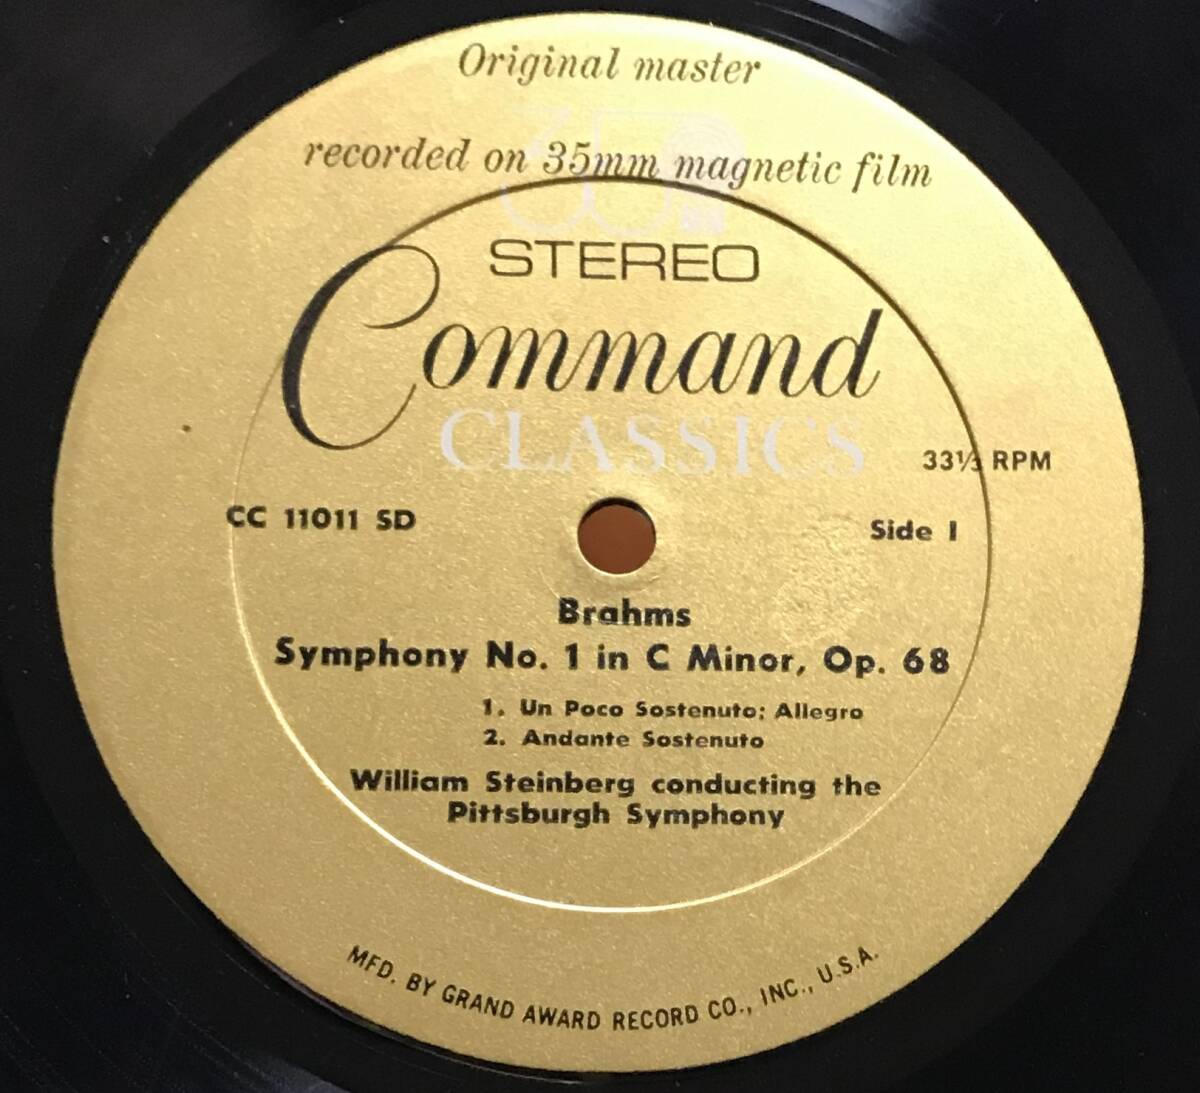 Original master
recorded on 35mm magnetic film
35
STEREO
Command
CLASSICS
33⅓ RPM
CC 11011 SD
Side 1
Brahms
Symphony No. 1 in C Minor, Op. 68
1. Un Poco Sostenuto; Allegro
2. Andante Sostenuto
William Steinberg conducting the
Pittsburgh Symphony
MFD. BY GRAND AWARD RECORD CO., INC., U.S.A.